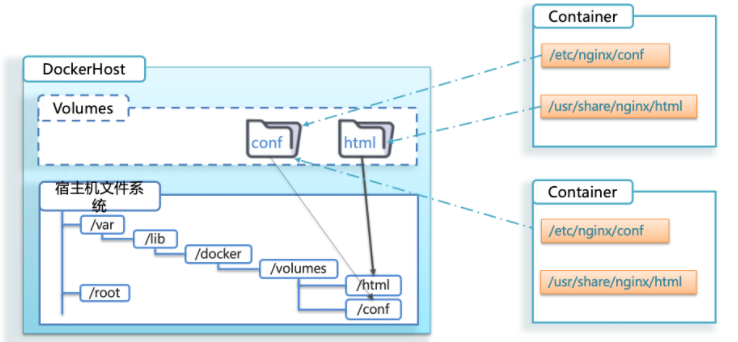 DockerHost
Volumes
conf
html
宿主机文件系
统
/var
/lib
/docker
/volumes
/root
/html
/conf
Container
/etc/nginx/conf
/usr/share/nginx/html
Container
/etc/nginx/conf
/usr/share/nginx/html